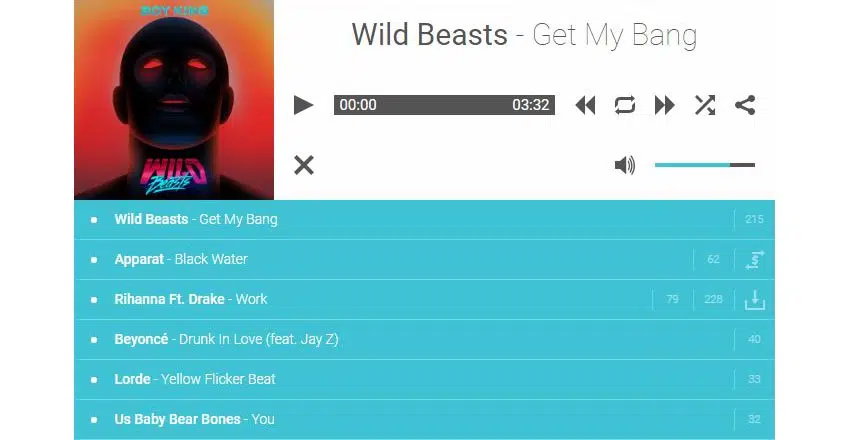 BOY KING
WILD
Beasts
Wild Beasts - Get My Bang
00:00 03:32
Wild Beasts - Get My Bang 215
Apparat - Black Water 62 $
Rihanna Ft. Drake - Work 79 228
Beyoncé - Drunk In Love (feat. Jay Z) 40
Lorde - Yellow Flicker Beat 33
Us Baby Bear Bones - You 32